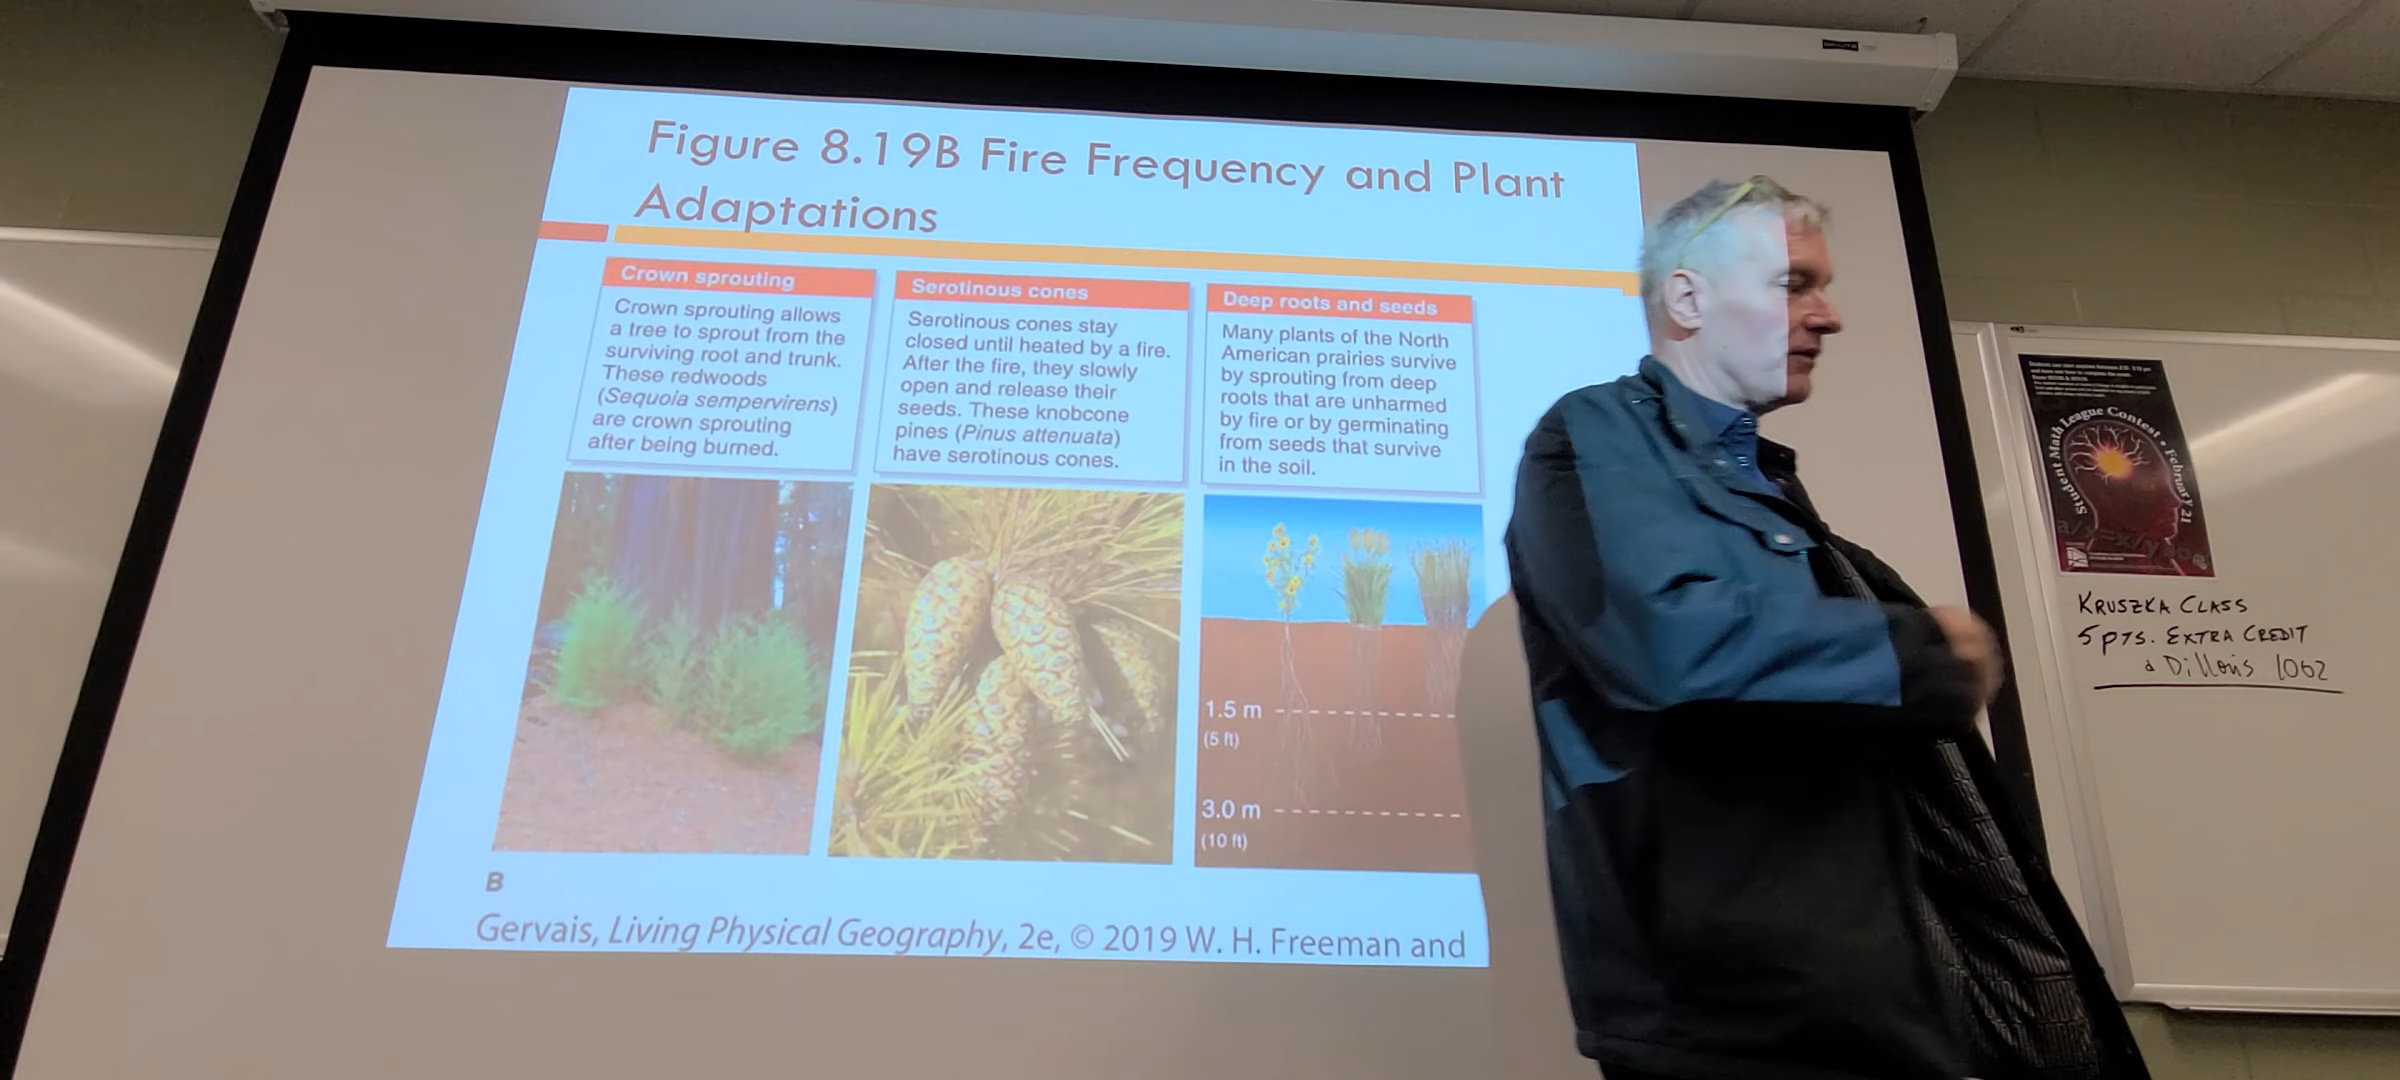 Figure 8.19B Fire Frequency and Plant
Adaptations
Crown sprouting
Crown sprouting allows
a tree to sprout from the
surviving root and trunk.
These redwoods
(Sequoia sempervirens)
are crown sprouting
after being burned.
Serotinous cones
Serotinous cones stay
closed until heated by a fire.
After the fire, they slowly
open and release their
seeds. These knobcone
pines (Pinus attenuata)
have serotinous cones.
Deep roots and seeds
Many plants of the North
American prairies survive
by sprouting from deep
roots that are unharmed
by fire or by germinating
from seeds that survive
in the soil.
1.5 m
(5 ft)
3.0 m
(10 ft)
B
Gervais, Living Physical Geography, 2e, © 2019 W. H. Freeman and
Student Math League Contest • February 21
KRUSZKA CLASS
5 PTS. EXTRA CREDIT
1062